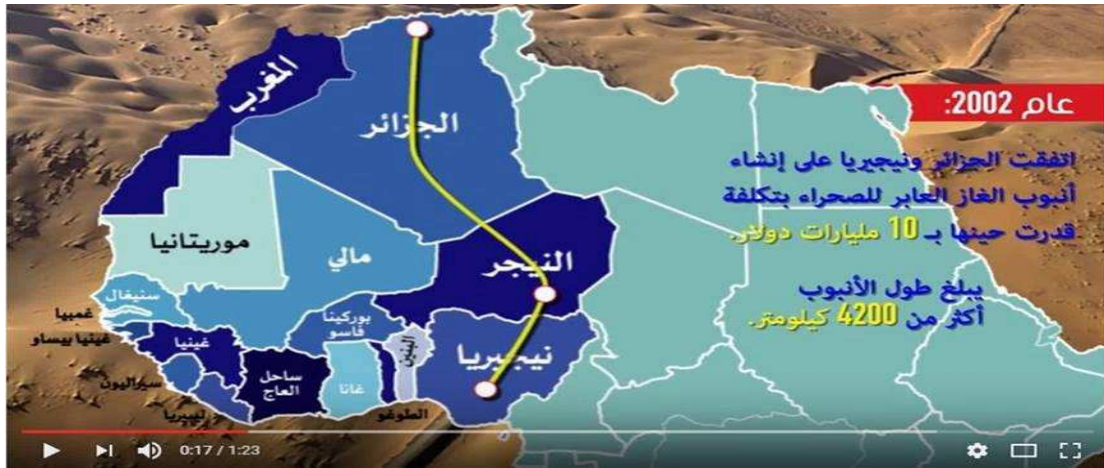 عام 2002:
اتفقت الجزائر ونيجيريا على إنشاء
أنبوب الغاز العابر للصحراء بتكلفة
قدرت حينها بـ 10 مليارات دولار.
يبلغ طول الأنبوب
أكثر من 4200 كيلومتر.
المغرب
الجزائر
موريتانيا
مالي
النيجر
سنيغال
غمبيا
غينيا بيساو
غينيا
سيراليون
ليبيريا
ساحل
العاج
بوركينا
فاسو
غانا
الطوغو
البنين
نيجيريا
0:17 / 1:23